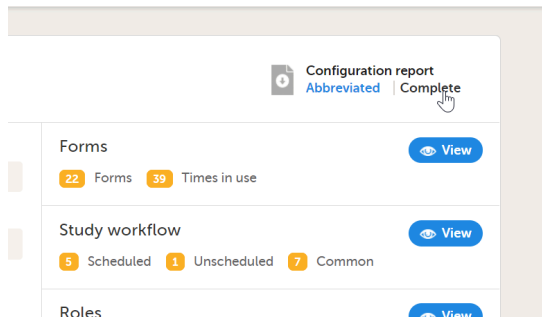 Configuration report
Abbreviated | Complete
Forms
View
22 Forms 39 Times in use
Study workflow
View
5 Scheduled 1 Unscheduled 7 Common
Roles
View